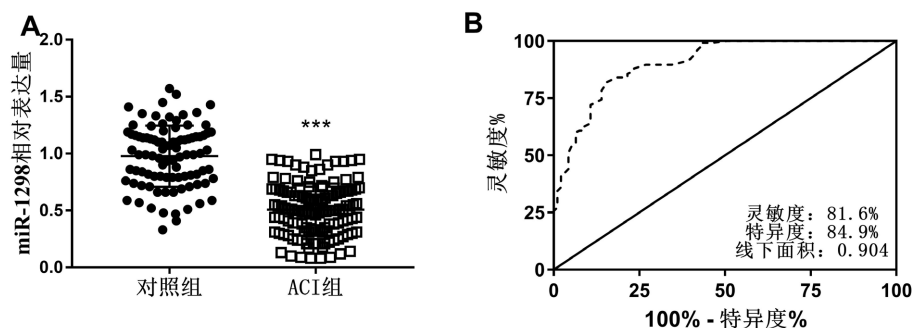 A
miR-1298相对表达量
2.0
1.5
1.0
0.5
0.0
***
对照组
ACI组
B
灵敏度%
100
75
50
25
0
灵敏度: 81.6%
特异度: 84.9%
线下面积: 0.904
0
25
50
75
100
100% - 特异度%